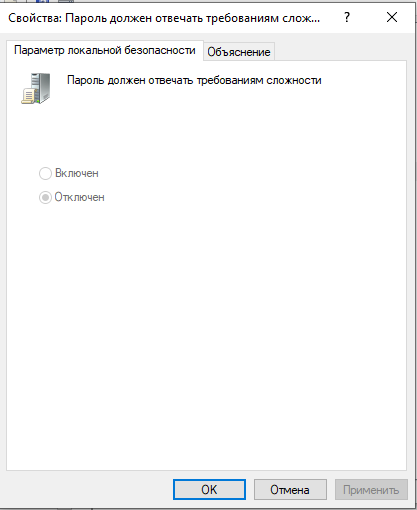 Свойства: Пароль должен отвечать требованиям слож...
?
Параметр локальной безопасности
Объяснение
Пароль должен отвечать требованиям сложности
Включен
Отключен
OK
Отмена
Применить